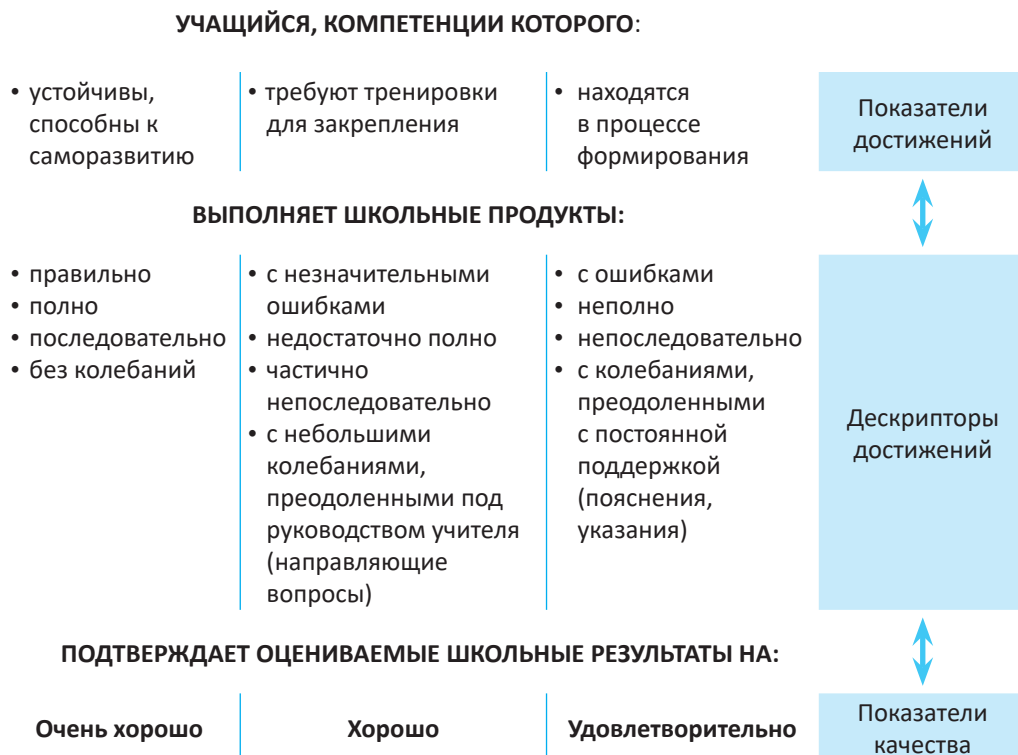 УЧАЩИЙСЯ, КОМПЕТЕНЦИИ КОТОРОГО:
• устойчивы,
способны к
саморазвитию
• требуют тренировки
для закрепления
• находятся
в процессе
формирования
Показатели
достижений
ВЫПОЛНЯЕТ ШКОЛЬНЫЕ ПРОДУКТЫ:
• правильно
• полно
• последовательно
• без колебаний
• с незначительными
ошибками
• недостаточно полно
• частично
непоследовательно
• с небольшими
колебаниями,
преодоленными под
руководством учителя
(направляющие
вопросы)
• с ошибками
• неполно
• непоследовательно
• с колебаниями,
преодоленными
с постоянной
поддержкой
(пояснения,
указания)
Дескрипторы
достижений
ПОДТВЕРЖДАЕТ ОЦЕНИВАЕМЫЕ ШКОЛЬНЫЕ РЕЗУЛЬТАТЫ НА:
Очень хорошо
Хорошо
Удовлетворительно
Показатели
качества